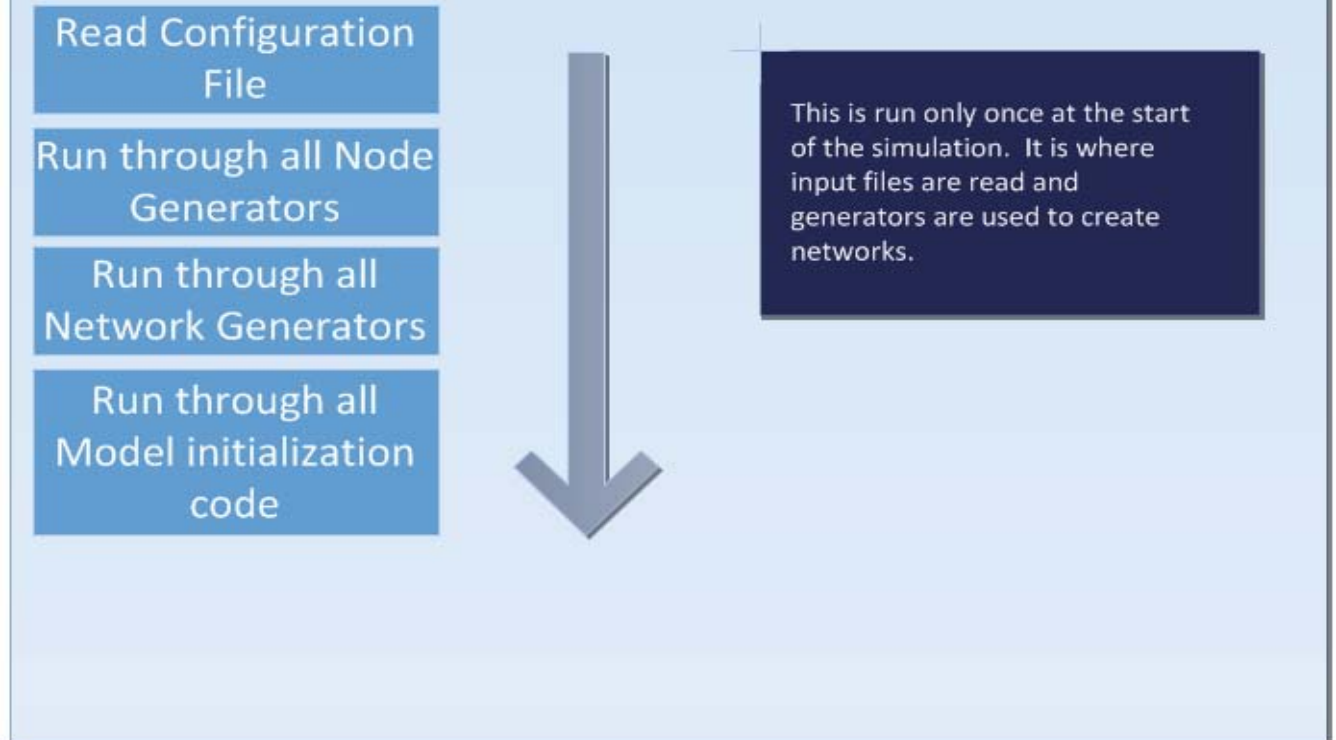 Read Configuration
File
Run through all Node
Generators
Run through all
Network Generators
Run through all
Model initialization
code
This is run only once at the start
of the simulation.  It is where
input files are read and
generators are used to create
networks.